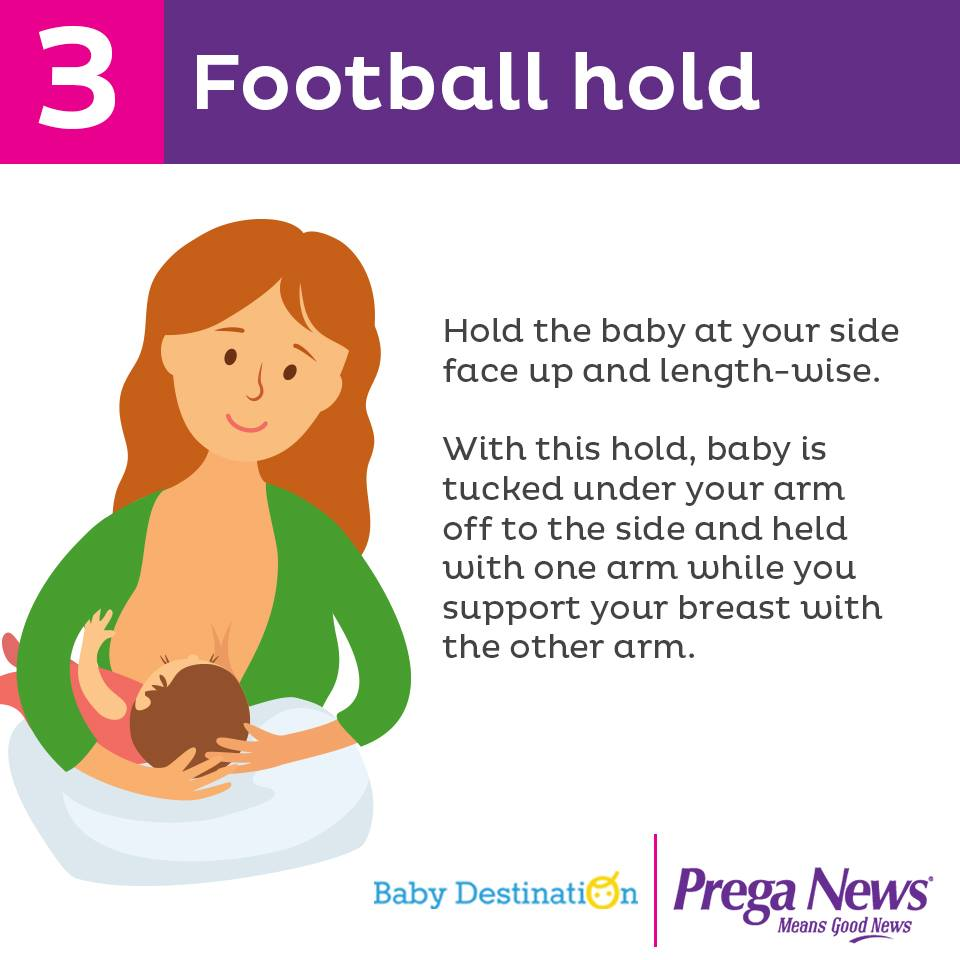 3 Football hold
Hold the baby at your side
face up and length-wise.
With this hold, baby is
tucked under your arm
off to the side and held
with one arm while you
support your breast with
the other arm.
Baby Destination
Prega News®
Means Good News